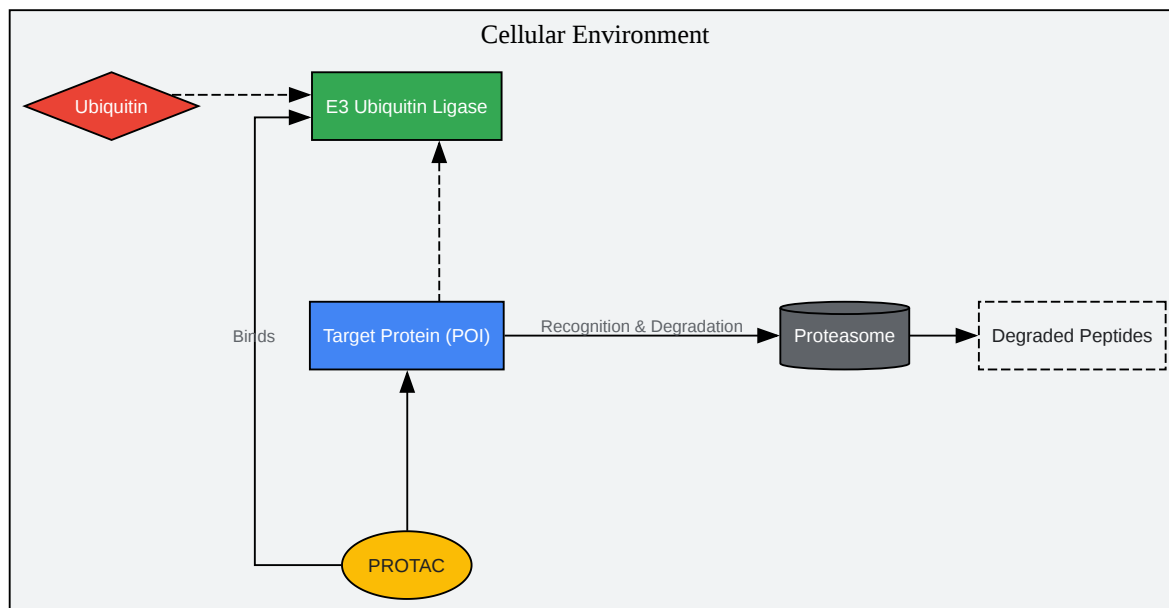 Cellular Environment
Ubiquitin
E3 Ubiquitin Ligase
Binds
Target Protein (POI)
Recognition & Degradation
Proteasome
Degraded Peptides
PROTAC